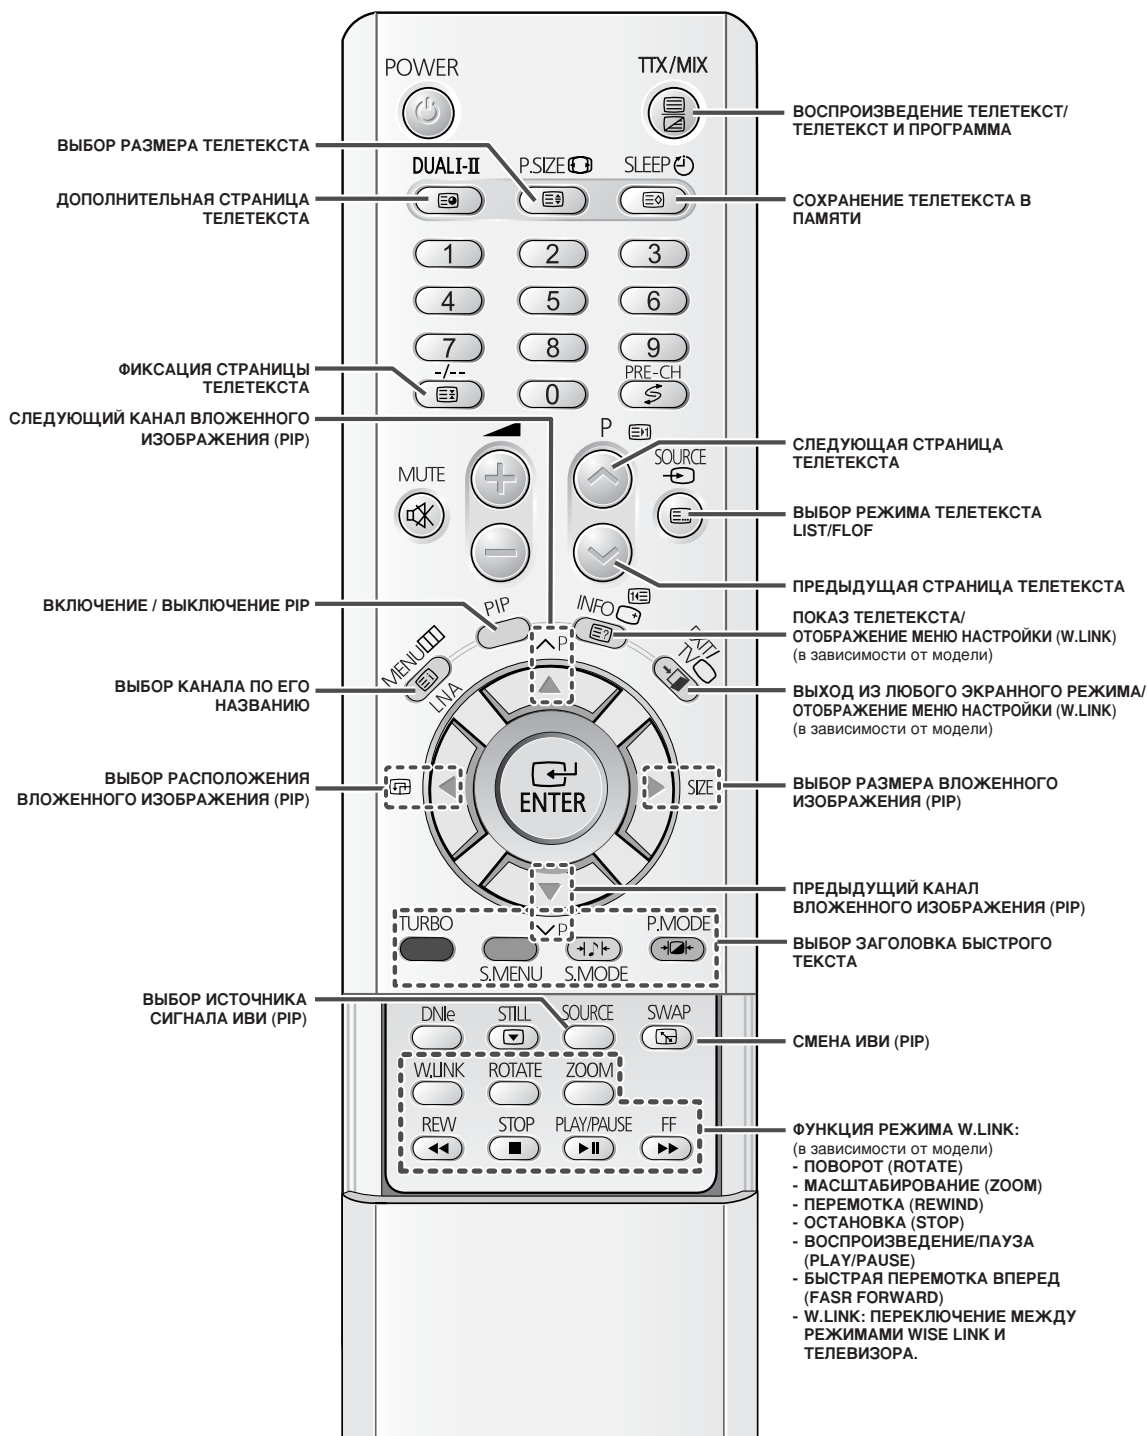 POWER
TTX/MIX
ВОСПРОИЗВЕДЕНИЕ ТЕЛЕТЕКСТ/
ТЕЛЕТЕКСТ И ПРОГРАММА
ВЫБОР РАЗМЕРА ТЕЛЕТЕКСТА
DUAL I-II
P.SIZE
SLEEP
ДОПОЛНИТЕЛЬНАЯ СТРАНИЦА
ТЕЛЕТЕКСТА
СОХРАНЕНИЕ ТЕЛЕТЕКСТА В
ПАМЯТИ
1
2
3
4
5
6
7
8
9
-/--
0
PRE-CH
ФИКСАЦИЯ СТРАНИЦЫ
ТЕЛЕТЕКСТА
СЛЕДУЮЩИЙ КАНАЛ ВЛОЖЕННОГО
ИЗОБРАЖЕНИЯ (PIP)
P
SOURCE
СЛЕДУЮЩАЯ СТРАНИЦА
ТЕЛЕТЕКСТА
MUTE
ВЫБОР РЕЖИМА ТЕЛЕТЕКСТА
LIST/FLOF
ПРЕДЫДУЩАЯ СТРАНИЦА ТЕЛЕТЕКСТА
ВКЛЮЧЕНИЕ / ВЫКЛЮЧЕНИЕ PIP
PIP
INFO
ПОКАЗ ТЕЛЕТЕКСТА/
ОТОБРАЖЕНИЕ МЕНЮ НАСТРОЙКИ (W.LINK)
(в зависимости от модели)
MENU
P
EXIT/
TV
LNA
ВЫБОР КАНАЛА ПО ЕГО
НАЗВАНИЮ
ВЫХОД ИЗ ЛЮБОГО ЭКРАННОГО РЕЖИМА/
ОТОБРАЖЕНИЕ МЕНЮ НАСТРОЙКИ (W.LINK)
(в зависимости от модели)
ВЫБОР РАСПОЛОЖЕНИЯ
ВЛОЖЕННОГО ИЗОБРАЖЕНИЯ (PIP)
ENTER
SIZE
ВЫБОР РАЗМЕРА ВЛОЖЕННОГО
ИЗОБРАЖЕНИЯ (PIP)
ПРЕДЫДУЩИЙ КАНАЛ
ВЛОЖЕННОГО ИЗОБРАЖЕНИЯ (PIP)
TURBO
P
P.MODE
S.MENU
S.MODE
ВЫБОР ЗАГОЛОВКА БЫСТРОГО
ТЕКСТА
ВЫБОР ИСТОЧНИКА
СИГНАЛА ИВИ (PIP)
DNIe
STILL
SOURCE
SWAP
СМЕНА ИВИ (PIP)
W.LINK
ROTATE
ZOOM
REW
STOP
PLAY/PAUSE
FF
ФУНКЦИЯ РЕЖИМА W.LINK:
(в зависимости от модели)
- ПОВОРОТ (ROTATE)
- МАСШТАБИРОВАНИЕ (ZOOM)
- ПЕРЕМОТКА (REWIND)
- ОСТАНОВКА (STOP)
- ВОСПРОИЗВЕДЕНИЕ/ПАУЗА
(PLAY/PAUSE)
- БЫСТРАЯ ПЕРЕМОТКА ВПЕРЕД
(FASR FORWARD)
- W.LINK: ПЕРЕКЛЮЧЕНИЕ МЕЖДУ
РЕЖИМАМИ WISE LINK И
ТЕЛЕВИЗОРА.